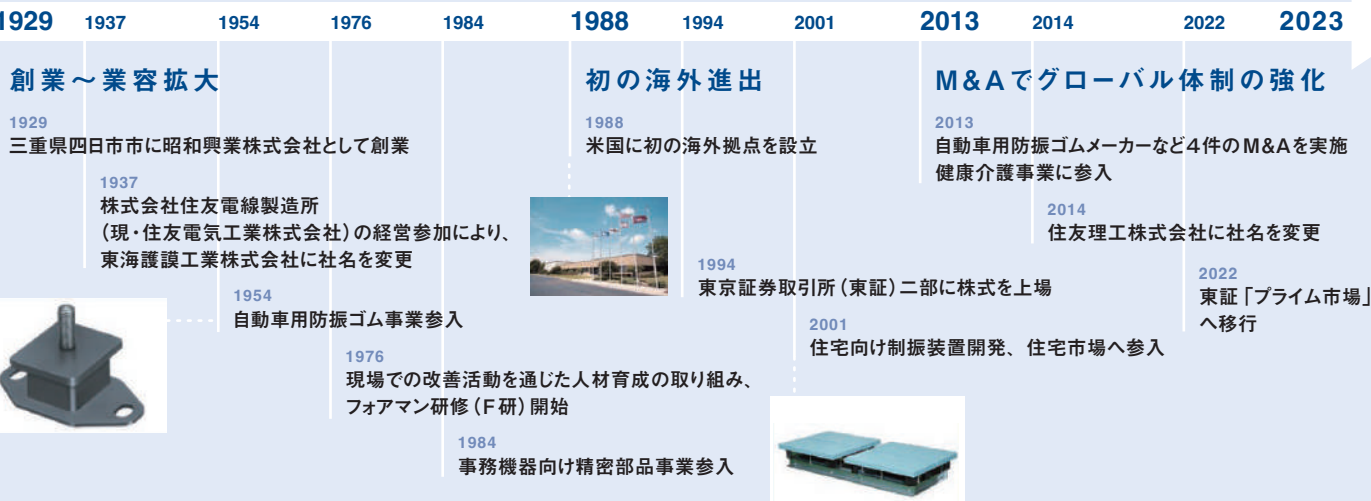 1929 1937 1954 1976 1984 1988 1994 2001 2013 2014 2022 2023
創業～業容拡大
1929
三重県四日市市に昭和興業株式会社として創業
1937
株式会社住友電線製造所
（現・住友電気工業株式会社）の経営参加により、
東海護謨工業株式会社に社名を変更
1954
自動車用防振ゴム事業参入
1976
現場での改善活動を通じた人材育成の取り組み、
フォアマン研修（F研）開始
1984
事務機器向け精密部品事業参入
初の海外進出
1988
米国に初の海外拠点を設立
1994
東京証券取引所（東証）二部に株式を上場
2001
住宅向け制振装置開発、住宅市場へ参入
M&Aでグローバル体制の強化
2013
自動車用防振ゴムメーカーなど4件のM&Aを実施
健康介護事業に参入
2014
住友理工株式会社に社名を変更
2022
東証「プライム市場」
へ移行